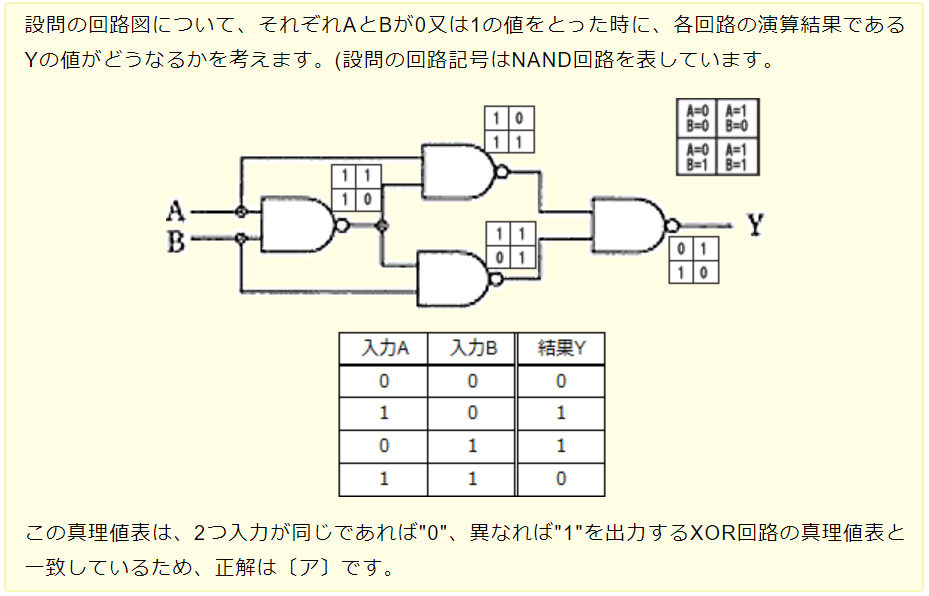 設問の回路図について、それぞれAとBが0又は1の値をとった時に、各回路の演算結果である
Yの値がどうなるかを考えます。(設問の回路記号はNAND回路を表しています。
1 0
1 1
A=0 A=1
B=0 B=0
A=0 A=1
B=1 B=1
1 1
1 0
A
B
1 1
0 1
Y
0 1
1 0
入力A 入力B 結果Y
0 0 0
1 0 1
0 1 1
1 1 0
この真理値表は、2つ入力が同じであれば"0"、異なれば"1"を出力するXOR回路の真理値表と
一致しているため、正解は〔ア〕です。